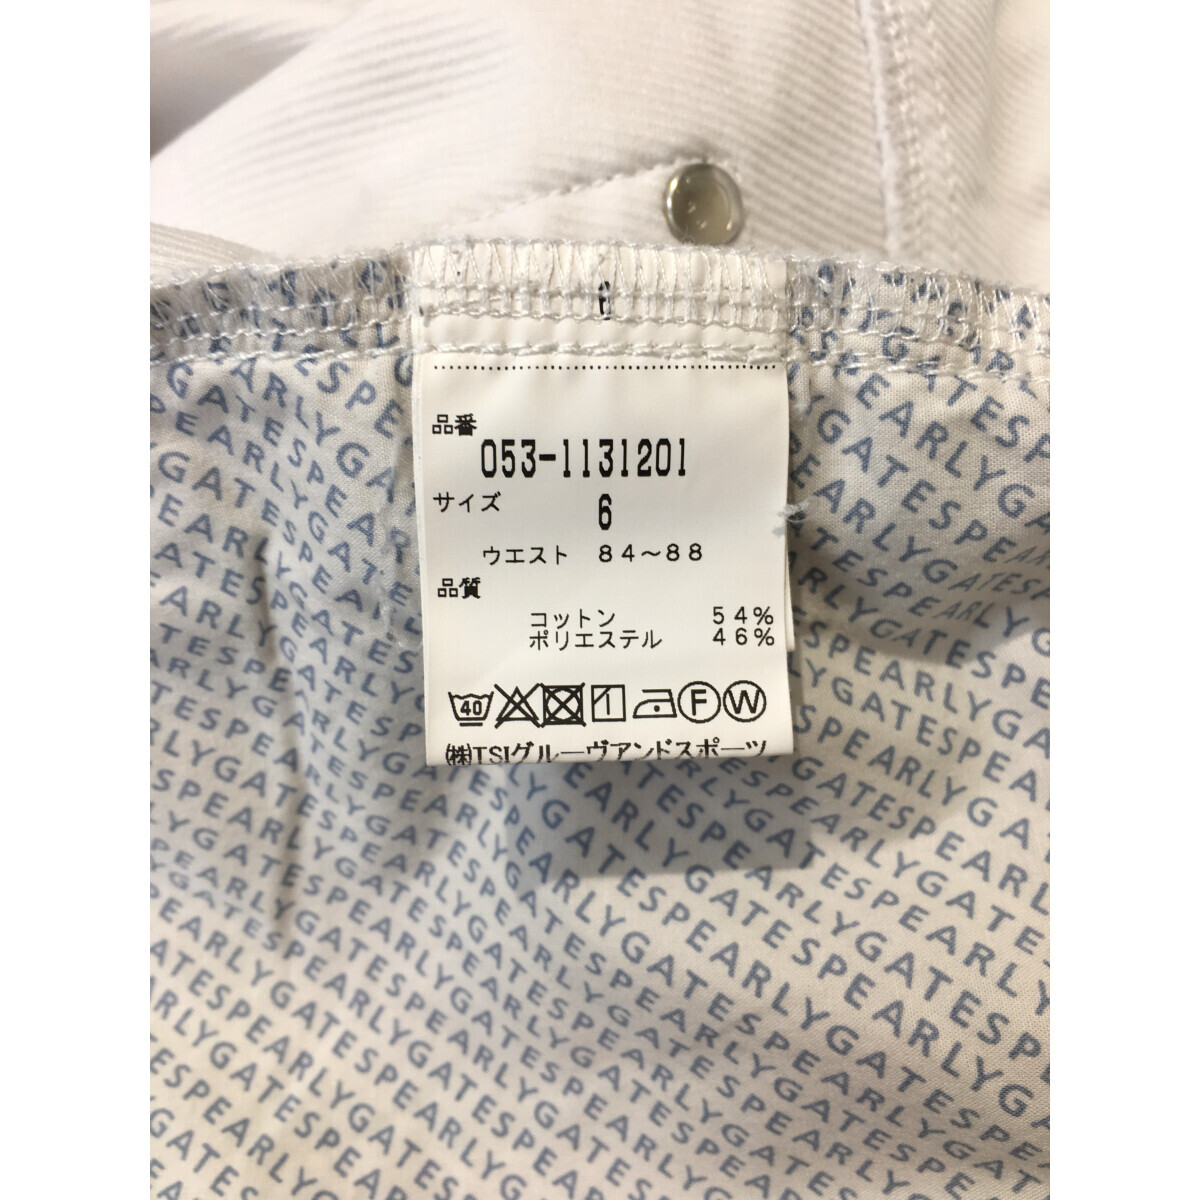 品番
053-1131201
サイズ 6
ウエスト 84〜88
品質
コットン 54%
ポリエステル 46%
40 F W
㈱TSIグルーヴアンドスポーツ
PEARLYGATESPEARLYGATESPEARLYGATES